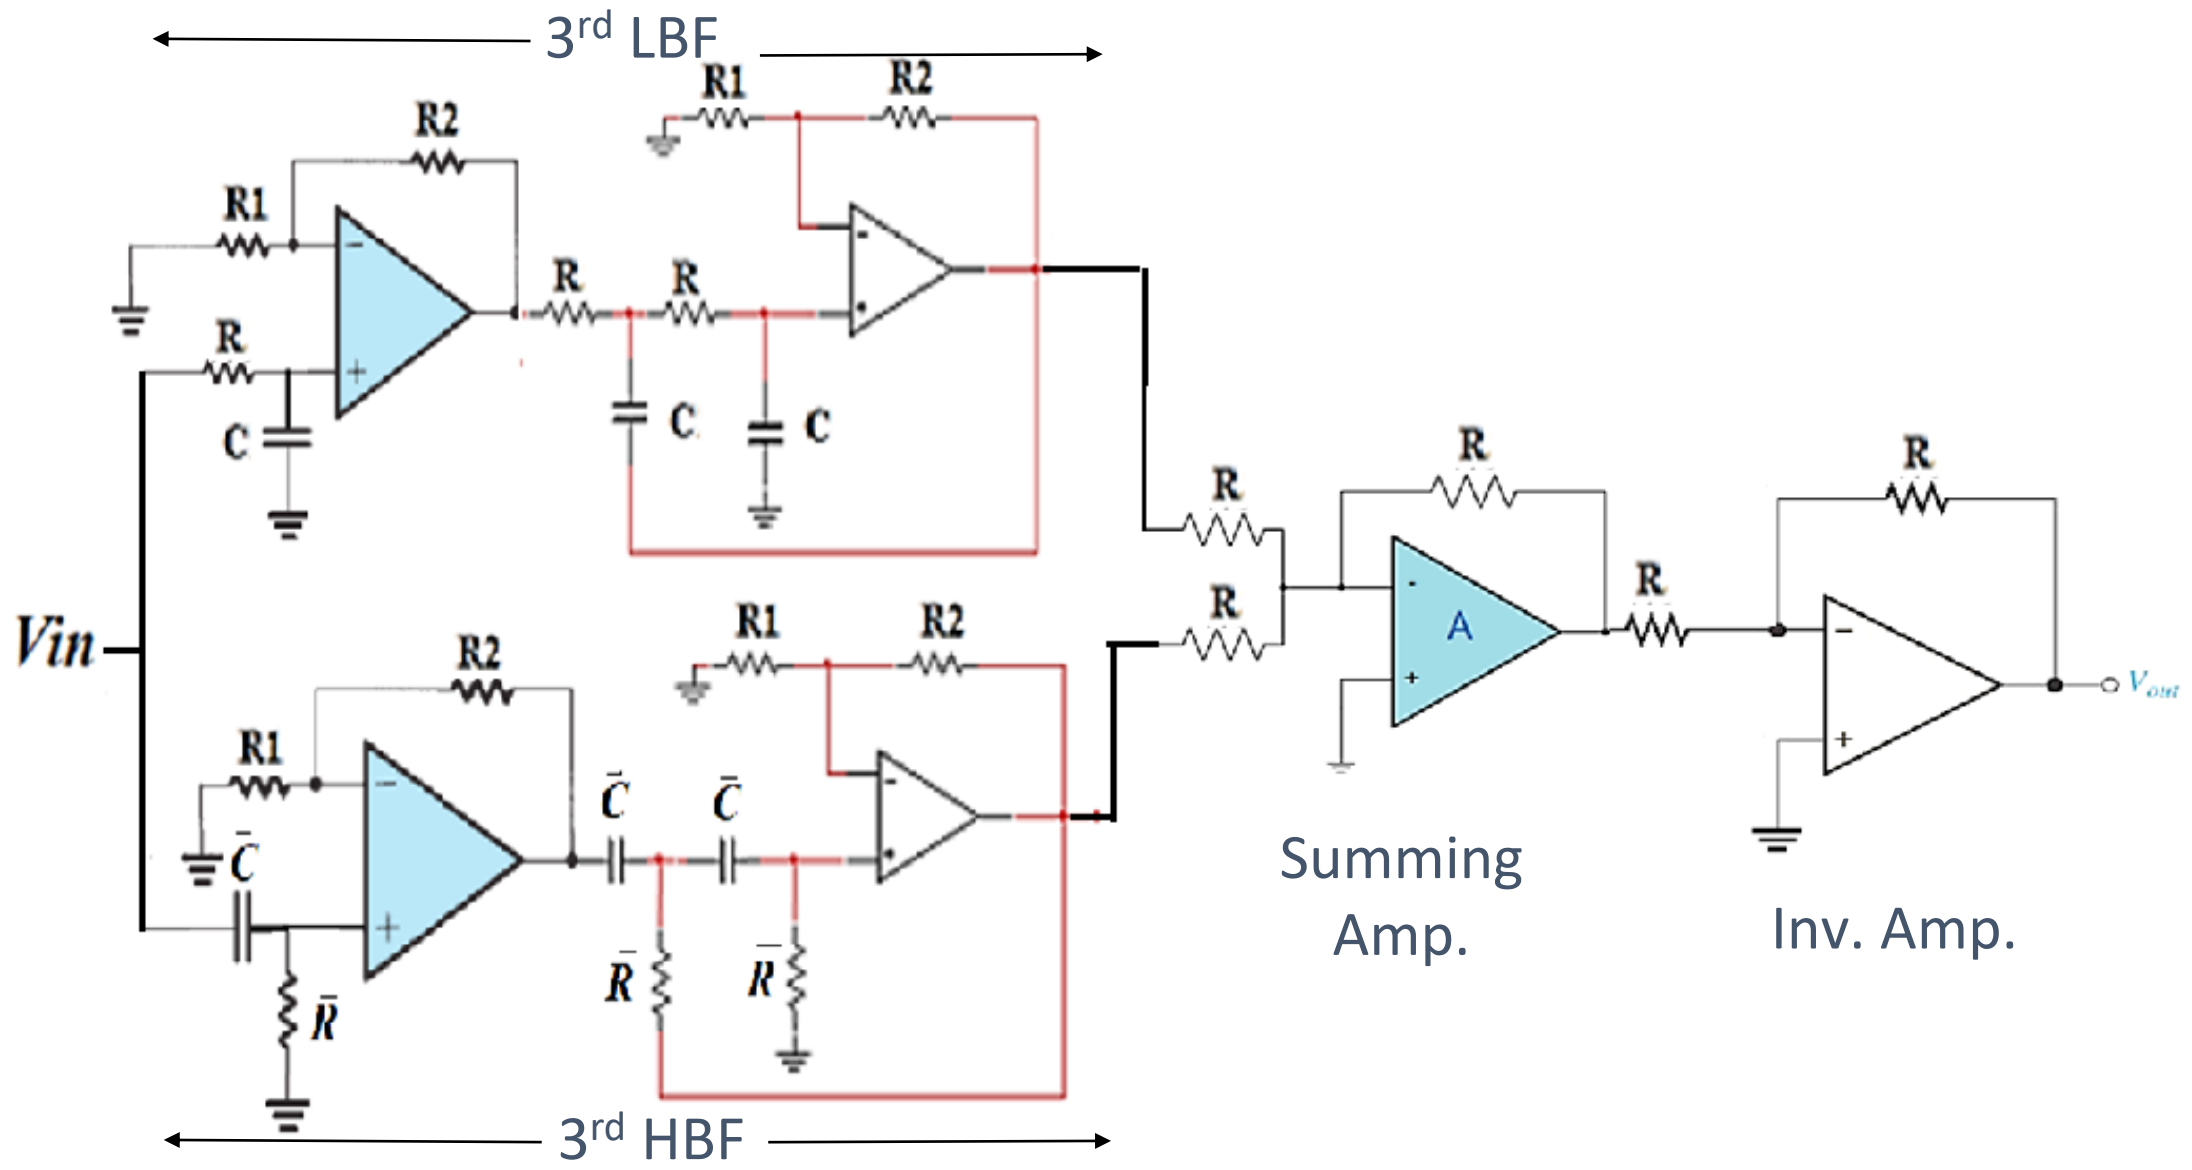 3rd LBF
R1
R2
R2
R1
-
R
R
R
-
+
C
C
C
R
R
R
R
-
A
+
R
R
-
+
Vout
Vin
R1
R2
R2
R1
-
C̄
C̄
C̄
-
+
R̄
R̄
R̄
Summing
Amp.
Inv. Amp.
3rd HBF